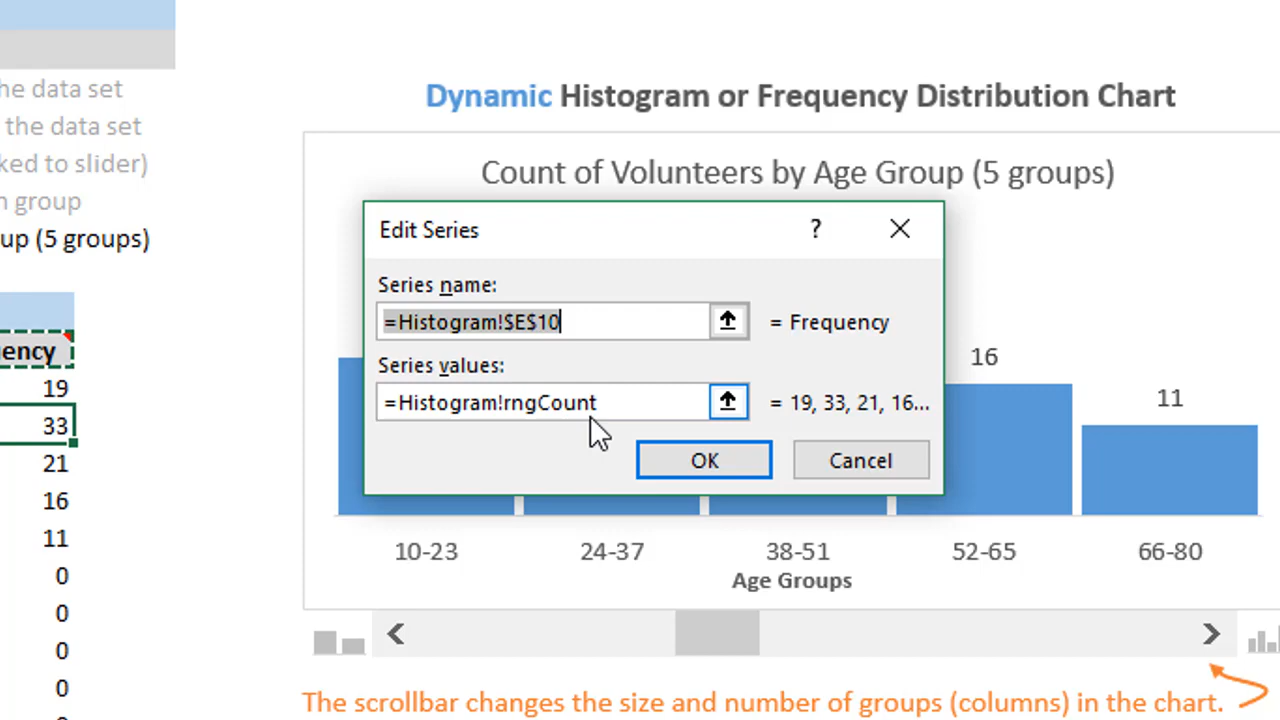 he data set
the data set
ked to slider)
n group
up (5 groups)
ency
19
33
21
16
11
0
0
0
0
Dynamic Histogram or Frequency Distribution Chart
Count of Volunteers by Age Group (5 groups)
Edit Series
?
Series name:
=Histogram!$E$10
= Frequency
Series values:
=Histogram!rngCount
= 19, 33, 21, 16...
OK
Cancel
16
11
10-23
24-37
38-51
52-65
66-80
Age Groups
The scrollbar changes the size and number of groups (columns) in the chart.